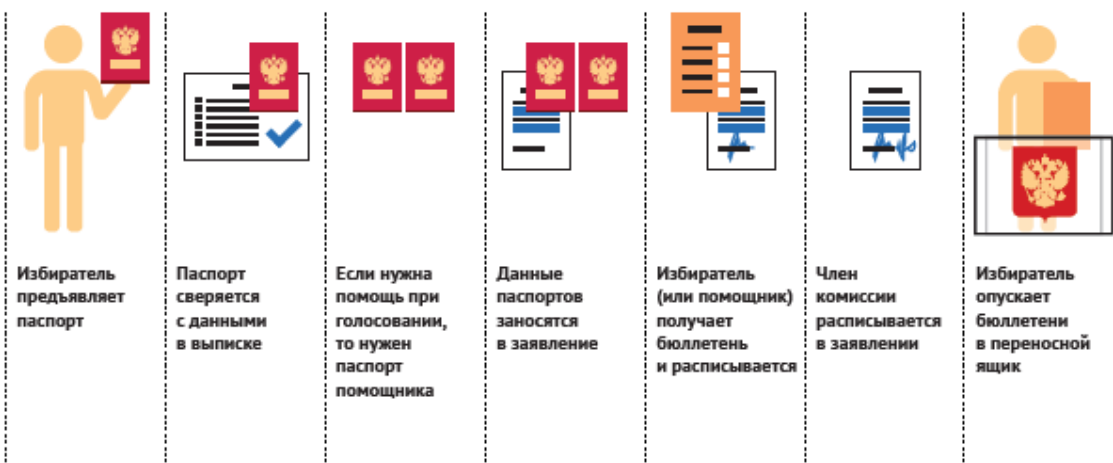 Избиратель
предъявляет
паспорт
Паспорт
сверяется
с данными
в выписке
Если нужна
помощь при
голосовании,
то нужен
паспорт
помощника
Данные
паспортов
заносятся
в заявление
Избиратель
(или помощник)
получает
бюллетень
и расписывается
Член
комиссии
расписывается
в заявлении
Избиратель
опускает
бюллетени
в переносной
ящик